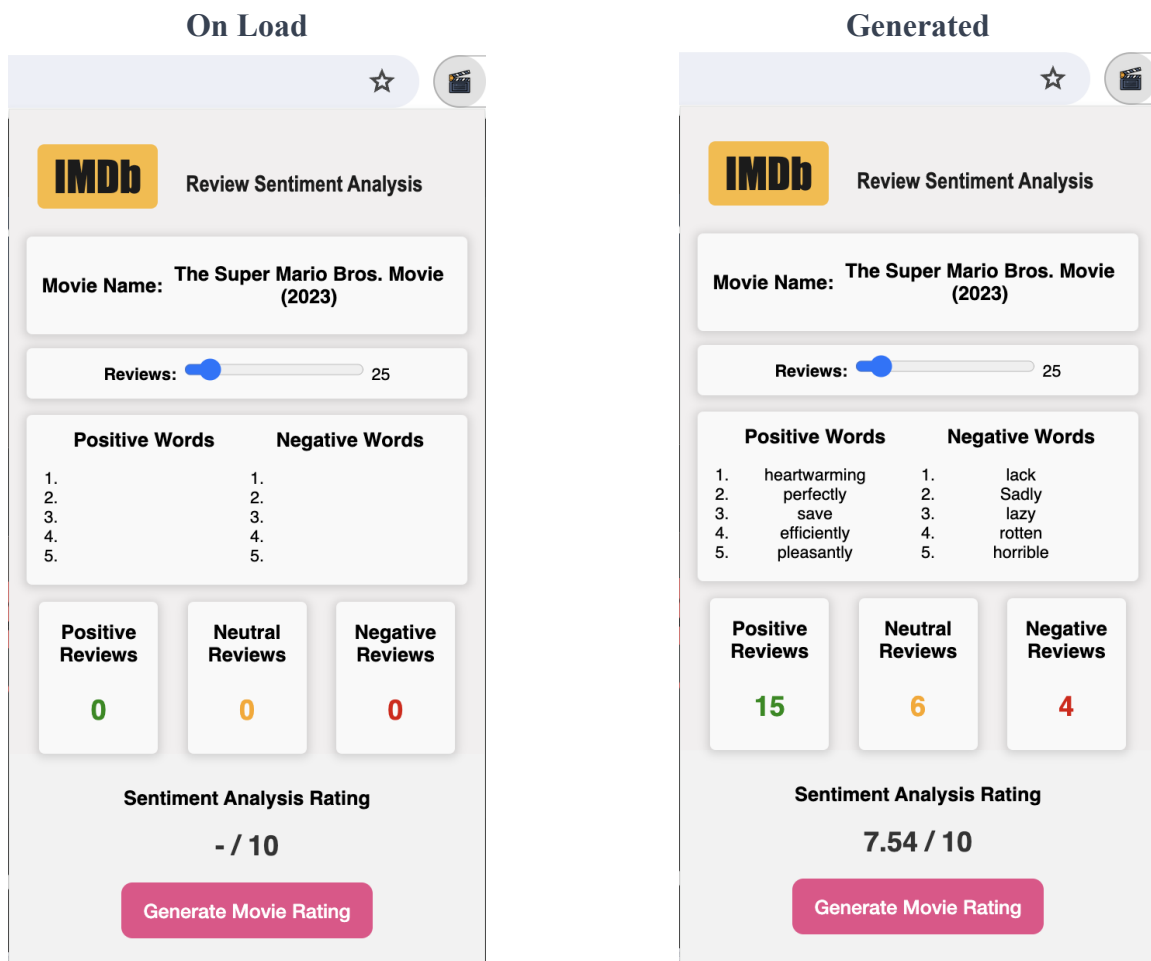 On Load
IMDb
Review Sentiment Analysis
Movie Name:
The Super Mario Bros. Movie
(2023)
Reviews:
25
Positive Words
Negative Words
1.
2.
3.
4.
5.
1.
2.
3.
4.
5.
Positive
Reviews
0
Neutral
Reviews
0
Negative
Reviews
0
Sentiment Analysis Rating
- / 10
Generate Movie Rating
Generated
IMDb
Review Sentiment Analysis
Movie Name:
The Super Mario Bros. Movie
(2023)
Reviews:
25
Positive Words
1. heartwarming
2. perfectly
3. save
4. efficiently
5. pleasantly
Negative Words
1. lack
2. Sadly
3. lazy
4. rotten
5. horrible
Positive
Reviews
15
Neutral
Reviews
6
Negative
Reviews
4
Sentiment Analysis Rating
7.54 / 10
Generate Movie Rating